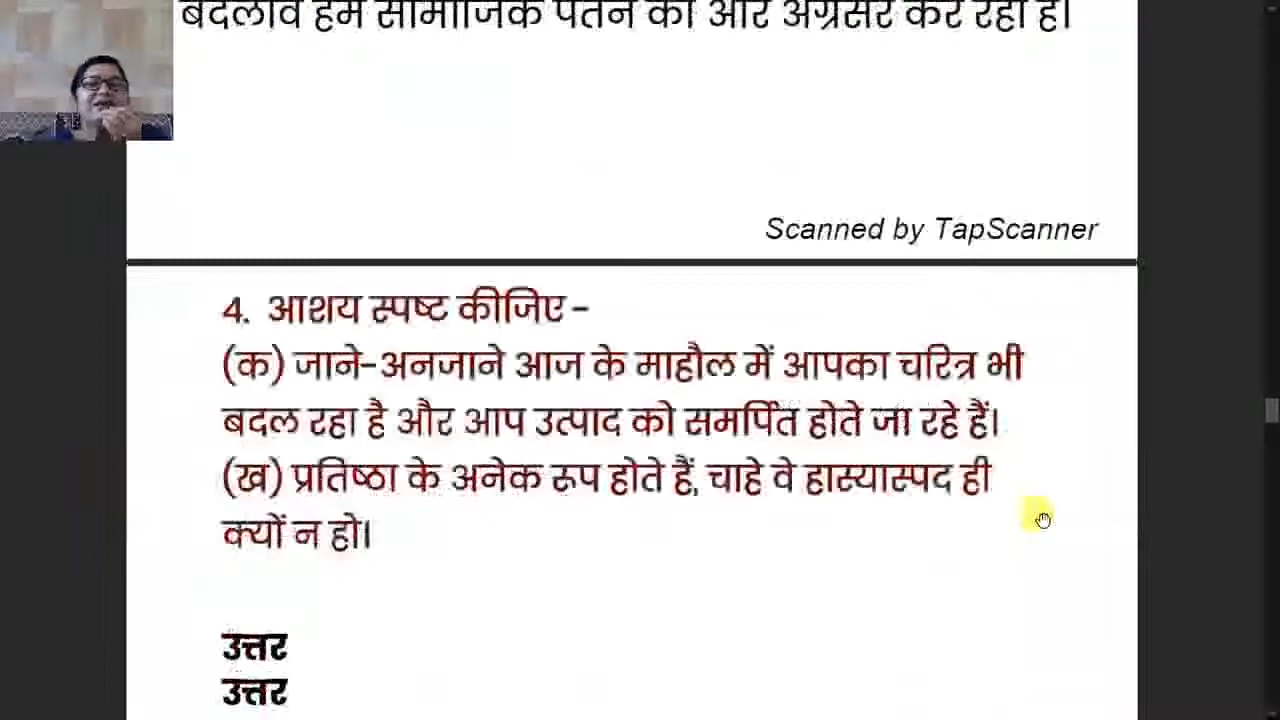 बदलाव हमें सामाजिक पतन की ओर अग्रसर कर रहा है।
Scanned by TapScanner
4. आशय स्पष्ट कीजिए -
(क) जाने-अनजाने आज के माहौल में आपका चरित्र भी
बदल रहा है और आप उत्पाद को समर्पित होते जा रहे हैं।
(ख) प्रतिष्ठा के अनेक रूप होते हैं, चाहे वे हास्यास्पद ही
क्यों न हो।
उत्तर
उत्तर